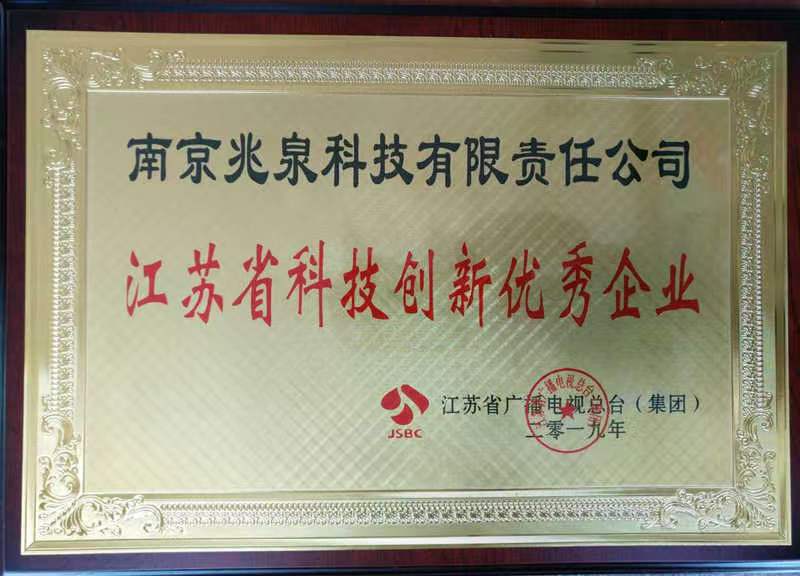 南京兆泉科技有限责任公司
江苏省科技创新优秀企业
JSBC
江苏省广播电视总台（集团）
二零一九年